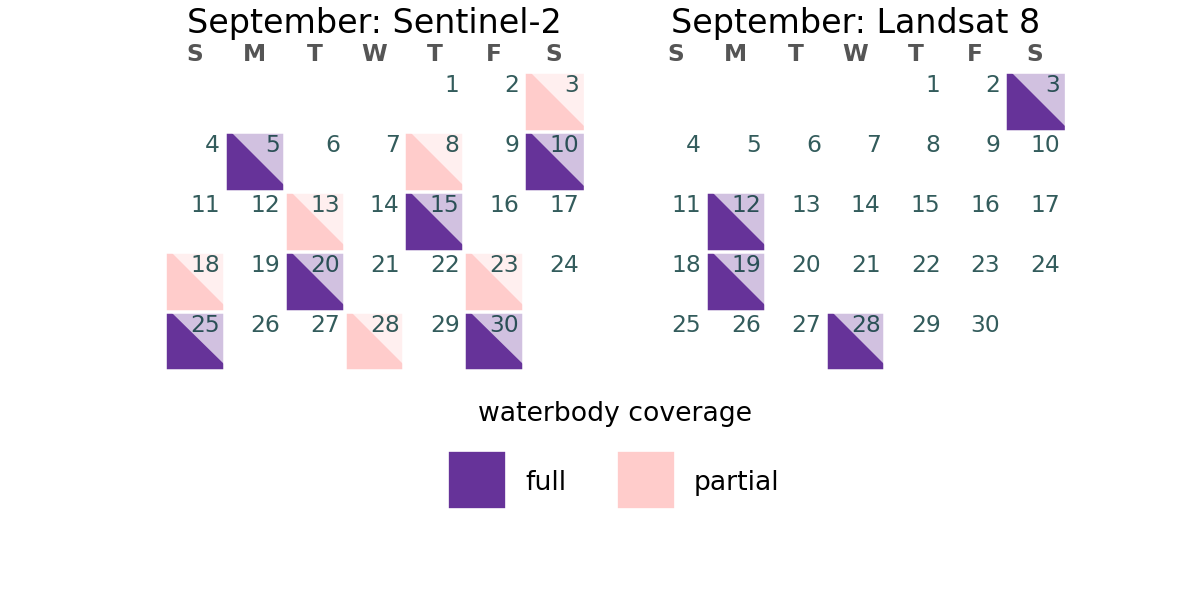 September: Sentinel-2
S M T W T F S
1 2 3
4 5 6 7 8 9 10
11 12 13 14 15 16 17
18 19 20 21 22 23 24
25 26 27 28 29 30
September: Landsat 8
S M T W T F S
1 2 3
4 5 6 7 8 9 10
11 12 13 14 15 16 17
18 19 20 21 22 23 24
25 26 27 28 29 30
waterbody coverage
full
partial